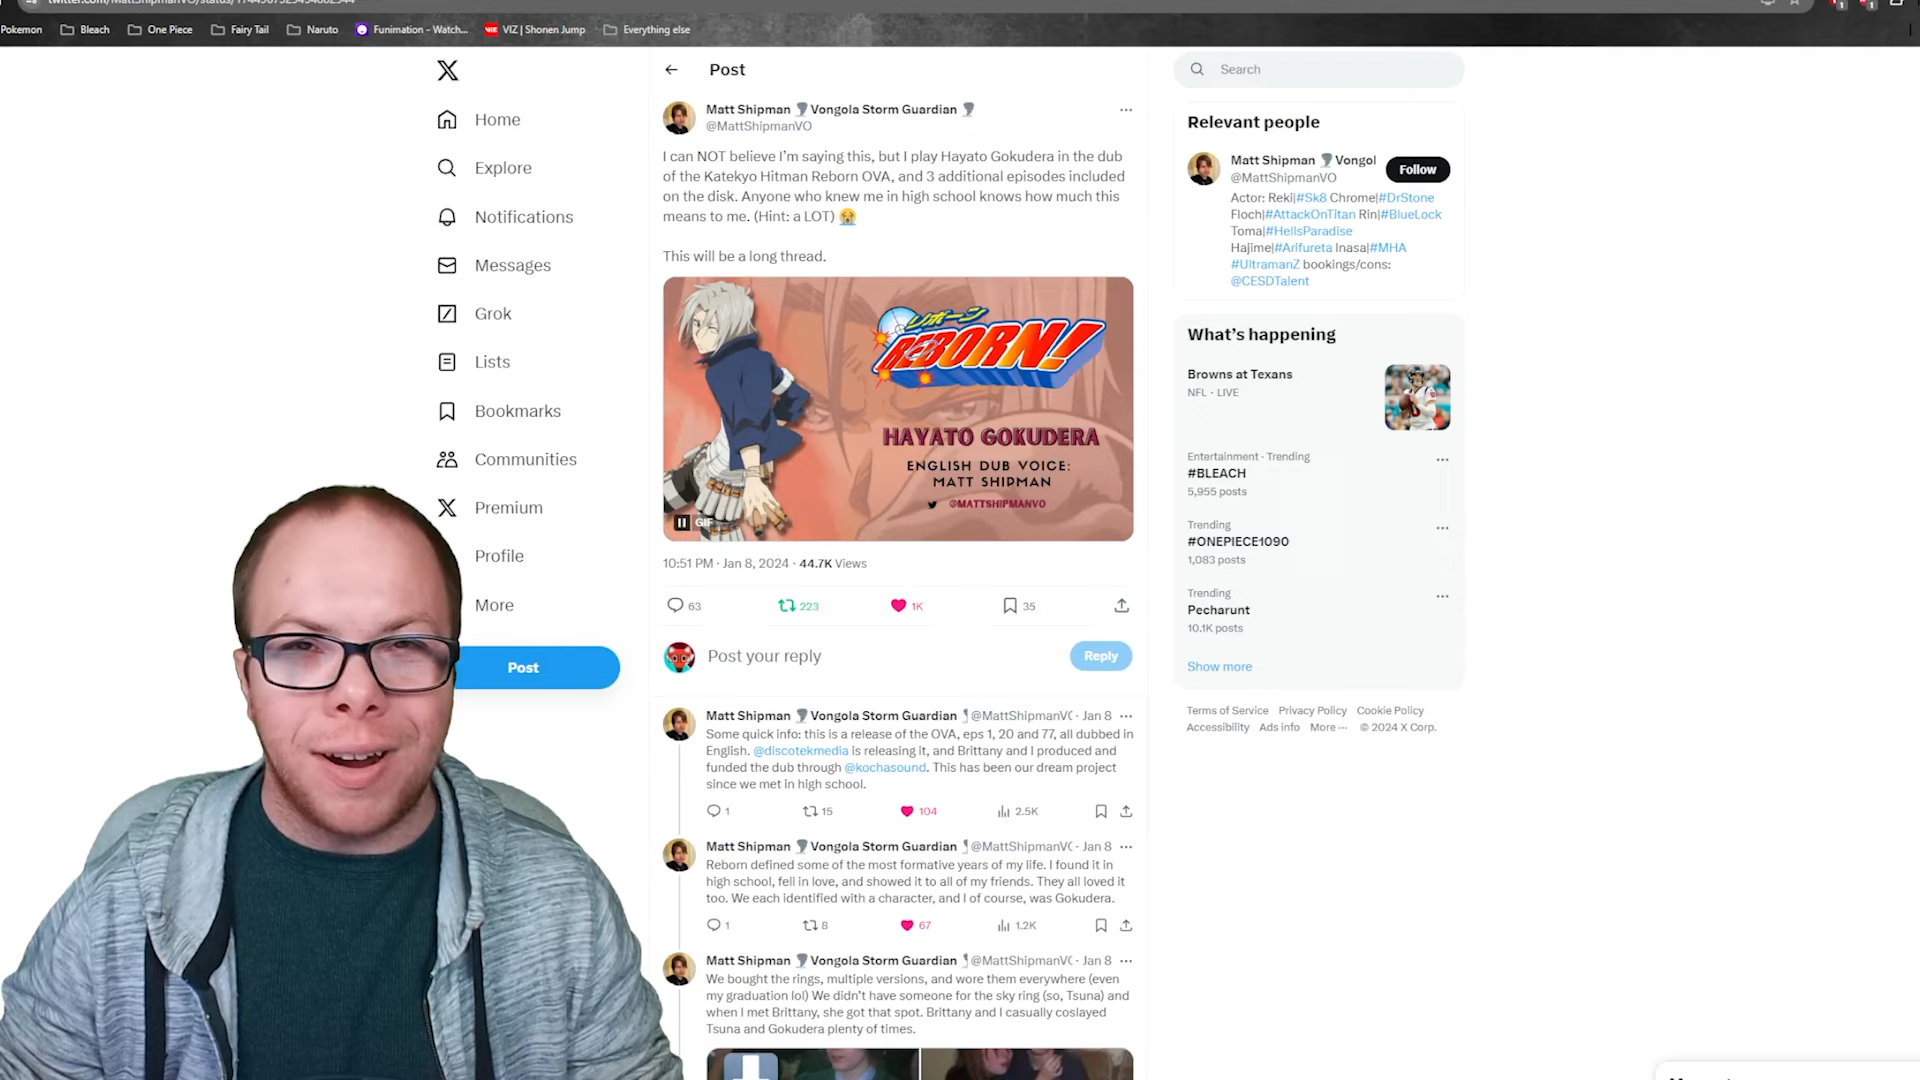 twitter.com/MattShipmanVO/status/1744567525454862544
Pokemon
Bleach
One Piece
Fairy Tail
Naruto
Funimation - Watch...
VIZ | Shonen Jump
Everything else
Home
Explore
Notifications
Messages
Grok
Lists
Bookmarks
Communities
Premium
Profile
More
Post
Post
Matt Shipman Vongola Storm Guardian
@MattShipmanVO
I can NOT believe I'm saying this, but I play Hayato Gokudera in the dub
of the Katekyo Hitman Reborn OVA, and 3 additional episodes included
on the disk. Anyone who knew me in high school knows how much this
means to me. (Hint: a LOT) 😭
This will be a long thread.
リボーン
REBORN!
HAYATO GOKUDERA
ENGLISH DUB VOICE:
MATT SHIPMAN
@MATTSHIPMANVO
GIF
10:51 PM · Jan 8, 2024 · 44.7K Views
63
223
1K
35
Post your reply
Reply
Matt Shipman Vongola Storm Guardian @MattShipmanVO · Jan 8
Some quick info: this is a release of the OVA, eps 1, 20 and 77, all dubbed in
English. @discotekmedia is releasing it, and Brittany and I produced and
funded the dub through @kochasound. This has been our dream project
since we met in high school.
1
15
104
2.5K
Matt Shipman Vongola Storm Guardian @MattShipmanVO · Jan 8
Reborn defined some of the most formative years of my life. I found it in
high school, fell in love, and showed it to all of my friends. They all loved it
too. We each identified with a character, and I of course, was Gokudera.
1
8
67
1.2K
Matt Shipman Vongola Storm Guardian @MattShipmanVO · Jan 8
We bought the rings, multiple versions, and wore them everywhere (even
my graduation lol) We didn't have someone for the sky ring (so, Tsuna) and
when I met Brittany, she got that spot. Brittany and I casually coslayed
Tsuna and Gokudera plenty of times.
Search
Relevant people
Matt Shipman Vongol
@MattShipmanVO
Follow
Actor: Reki|#Sk8 Chrome|#DrStone
Floch|#AttackOnTitan Rin|#BlueLock
Toma|#HellsParadise
Hajime|#Arifureta Inasa|#MHA
#UltramanZ bookings/cons:
@CESDTalent
What's happening
Browns at Texans
NFL · LIVE
Entertainment · Trending
#BLEACH
5,955 posts
Trending
#ONEPIECE1090
1,083 posts
Trending
Pecharunt
10.1K posts
Show more
Terms of Service Privacy Policy Cookie Policy
Accessibility Ads info More ··· © 2024 X Corp.